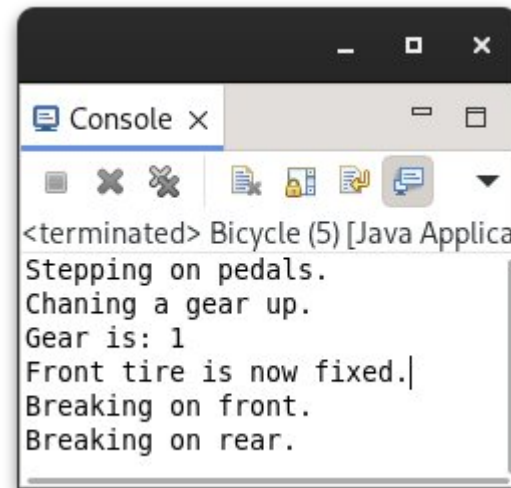 Console
<terminated> Bicycle (5) [Java Applica
Stepping on pedals.
Chaning a gear up.
Gear is: 1
Front tire is now fixed.
Breaking on front.
Breaking on rear.